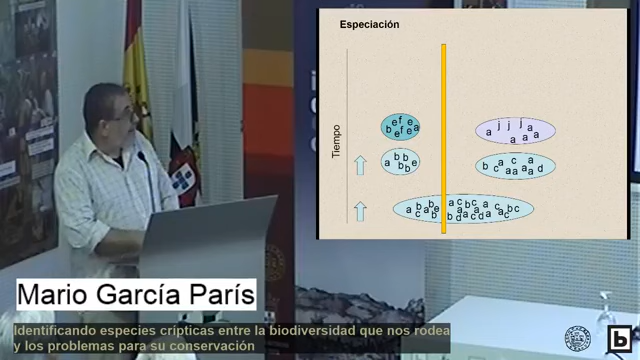 Especiación
Tiempo
e f e
b e f e a
a j j j a
a a a
b b
a b b e
b a c a
c a a a d
a b b e a c b c a c
c a b a a a a c b c
c b b d c d a a
Mario García París
Identificando especies crípticas entre la biodiversidad que nos rodea
y los problemas para su conservación
b